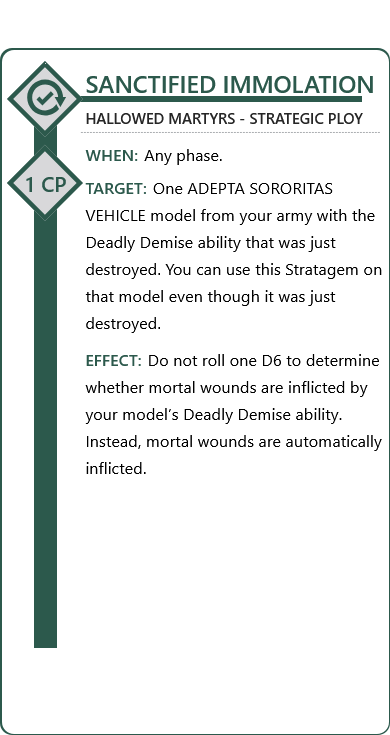 SANCTIFIED IMMOLATION
HALLOWED MARTYRS - STRATEGIC PLOY
WHEN: Any phase.
1 CP
TARGET: One ADEPTA SORORITAS
VEHICLE model from your army with the
Deadly Demise ability that was just
destroyed. You can use this Stratagem on
that model even though it was just
destroyed.
EFFECT: Do not roll one D6 to determine
whether mortal wounds are inflicted by
your model’s Deadly Demise ability.
Instead, mortal wounds are automatically
inflicted.